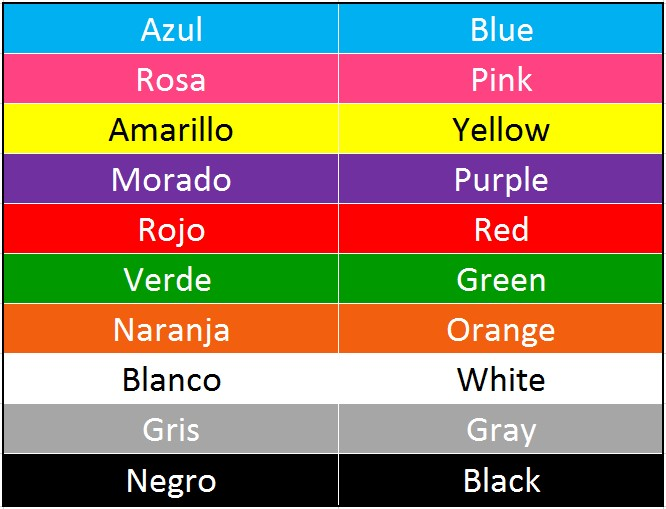 Azul Blue
Rosa Pink
Amarillo Yellow
Morado Purple
Rojo Red
Verde Green
Naranja Orange
Blanco White
Gris Gray
Negro Black